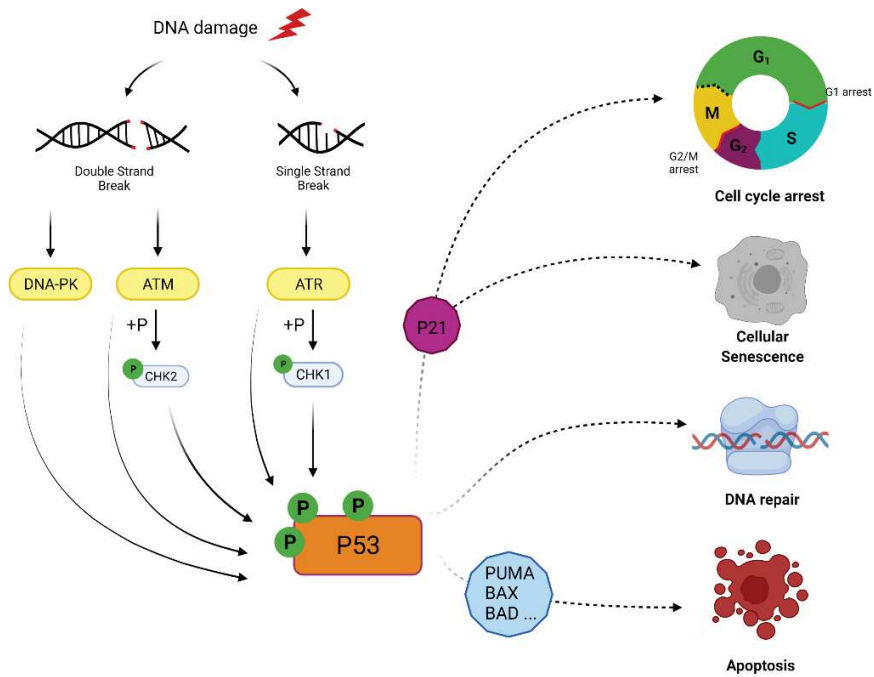 DNA damage
Double Strand
Break
Single Strand
Break
DNA-PK
ATM
ATR
+P
+P
P
CHK2
P
CHK1
P
P
P
P53
P21
PUMA
BAX
BAD ...
G₁
M
G₂
S
G1 arrest
G2/M
arrest
Cell cycle arrest
Cellular
Senescence
DNA repair
Apoptosis